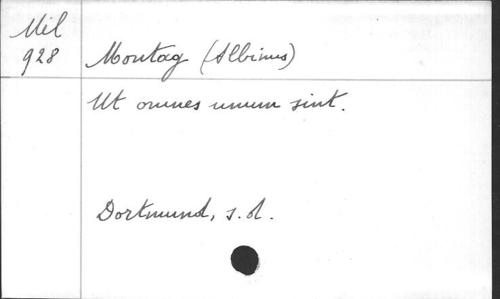 Mil
928
Montag (Albinus)
Ut omnes unum sint.
Dortmund, s.d.